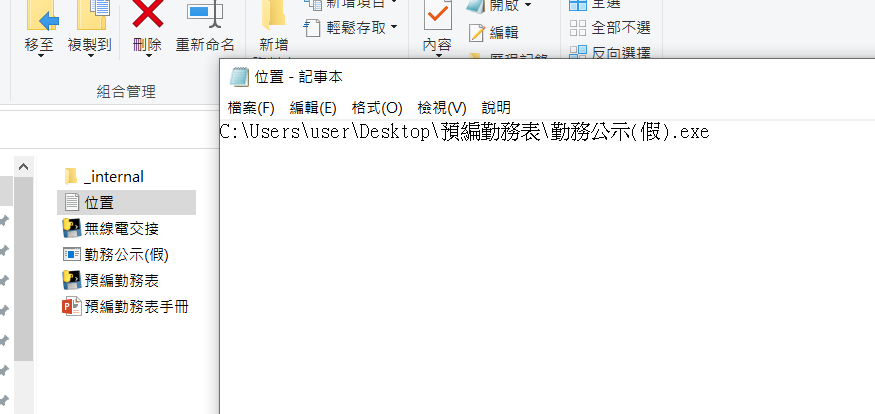 新增項目
輕鬆存取
開啟
編輯
歷程記錄
全選
全部不選
反向選擇
移至
複製到
刪除
重新命名
新增
內容
組合管理
位置 - 記事本
檔案(F) 編輯(E) 格式(O) 檢視(V) 說明
C:\Users\user\Desktop\預編勤務表\勤務公示(假).exe
_internal
位置
無線電交接
勤務公示(假)
預編勤務表
預編勤務表手冊